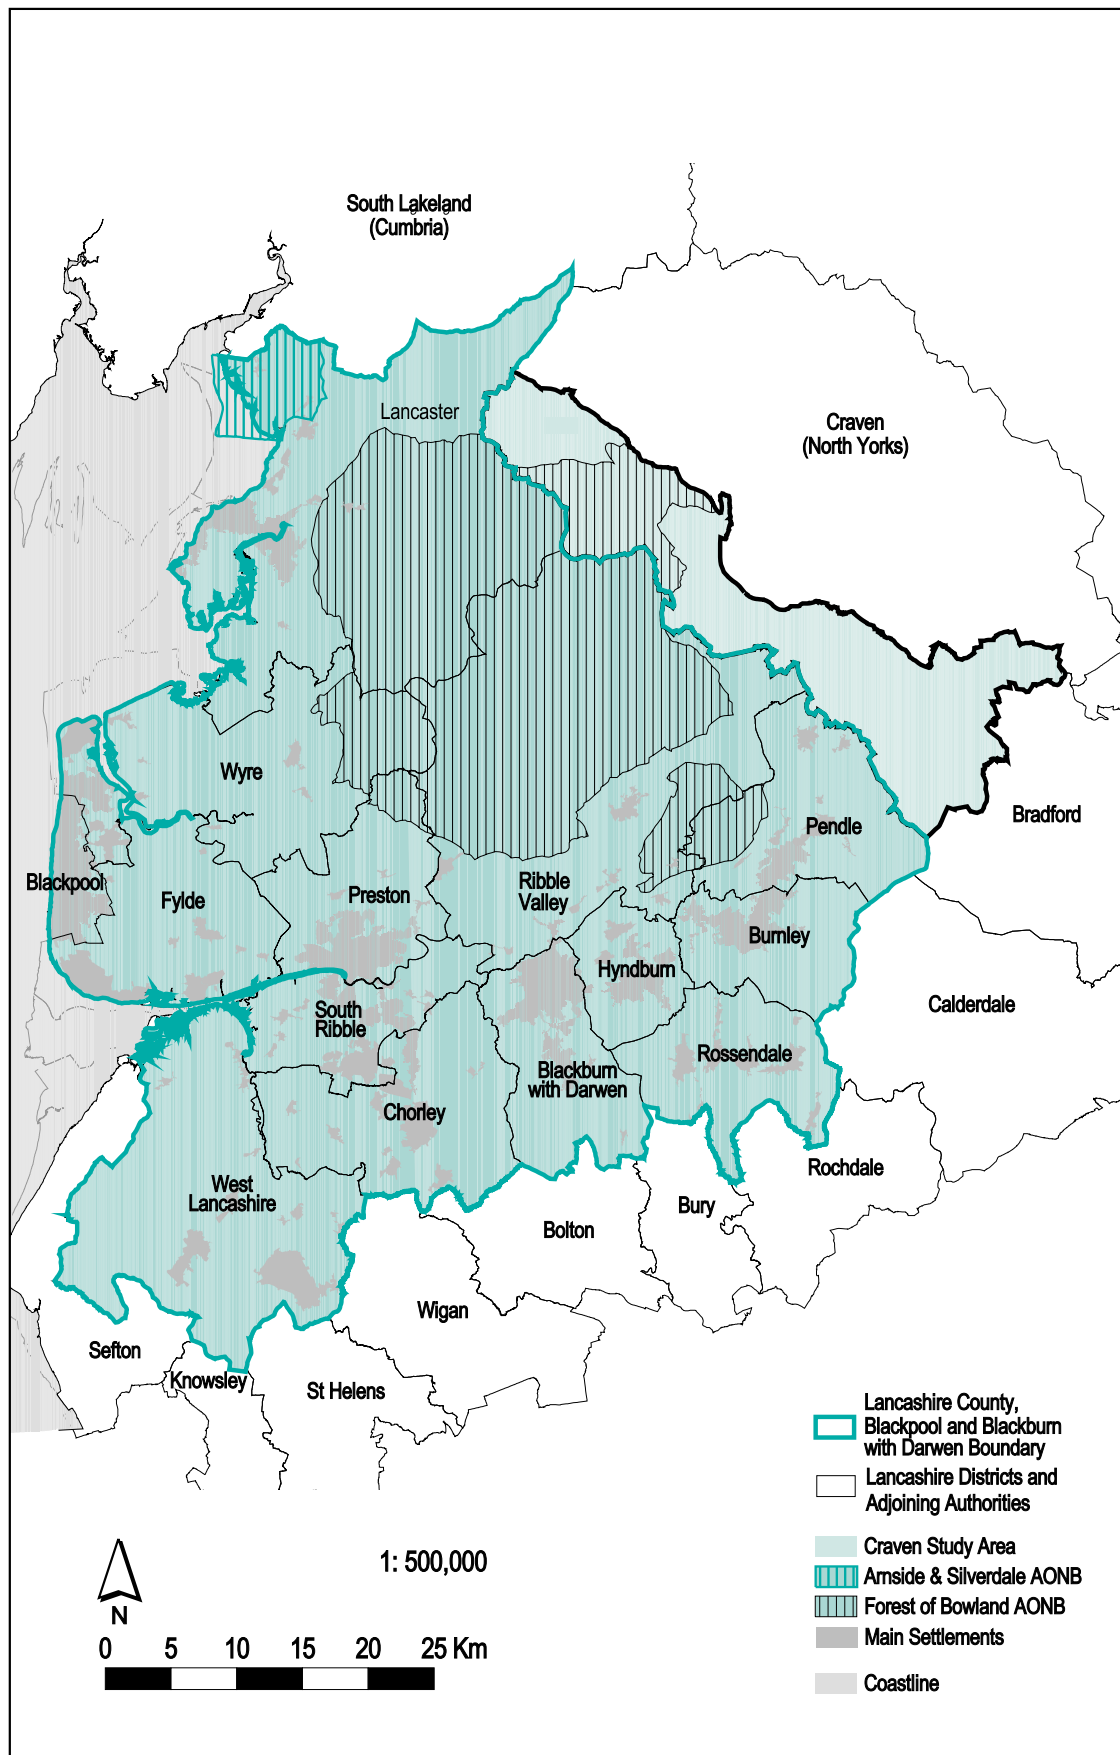 South Lakeland
(Cumbria)
Lancaster
Craven
(North Yorks)
Wyre
Bradford
Pendle
Blackpool
Fylde
Preston
Ribble
Valley
Burnley
Hyndburn
Calderdale
South
Ribble
Rossendale
Blackburn
with Darwen
Chorley
Rochdale
West
Lancashire
Bury
Bolton
Wigan
Sefton
Knowsley
St Helens
Lancashire County,
Blackpool and Blackburn
with Darwen Boundary
Lancashire Districts and
Adjoining Authorities
Craven Study Area
Arnside & Silverdale AONB
Forest of Bowland AONB
Main Settlements
Coastline
1: 500,000
N
0 5 10 15 20 25 Km